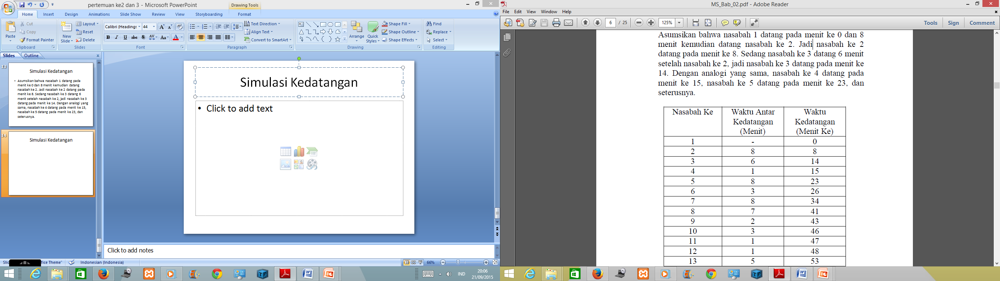 pertemuan ke2 dan 3 - Microsoft PowerPoint
Drawing Tools
Home Insert Design Animations Slide Show Review View Storyboarding Format
Paste
Cut
Copy
Format Painter
Clipboard
New Slide
Layout
Reset
Delete
Slides
Calibri (Headings) 44
B I U abc S AV Aa A
Font
Text Direction
Align Text
Convert to SmartArt
Paragraph
Arrange
Quick Styles
Shape Fill
Shape Outline
Shape Effects
Drawing
Find
Replace
Select
Editing
Slides Outline
13
Simulasi Kedatangan
• Asumsikan bahwa nasabah 1 datang pada
menit ke 0 dan 8 menit kemudian datang
nasabah ke 2. Jadi nasabah ke 2 datang pada
menit ke 8. Sedang nasabah ke 3 datang 6
menit setelah nasabah ke 2, jadi nasabah ke 3
datang pada menit ke 14. Dengan analogi yang
sama, nasabah ke 4 datang pada menit ke 15,
nasabah ke 5 datang pada menit ke 23, dan
seterusnya.
14
Simulasi Kedatangan
Simulasi Kedatangan
• Click to add text
Click to add notes
Indonesian (Indonesia)
66%
IND
20:06
21/09/2015
MS_Bab_02.pdf - Adobe Reader
File Edit View Window Help
6 / 25 125%
Tools Sign Comment
Asumsikan bahwa nasabah 1 datang pada menit ke 0 dan 8
menit kemudian datang nasabah ke 2. Jadi nasabah ke 2
datang pada menit ke 8. Sedang nasabah ke 3 datang 6 menit
setelah nasabah ke 2, jadi nasabah ke 3 datang pada menit ke
14. Dengan analogi yang sama, nasabah ke 4 datang pada
menit ke 15, nasabah ke 5 datang pada menit ke 23, dan
seterusnya.
Nasabah Ke Waktu Antar Kedatangan (Menit) Waktu Kedatangan (Menit Ke)
1 - 0
2 8 8
3 6 14
4 1 15
5 8 23
6 3 26
7 8 34
8 7 41
9 2 43
10 3 46
11 1 47
12 1 48
13 5 53